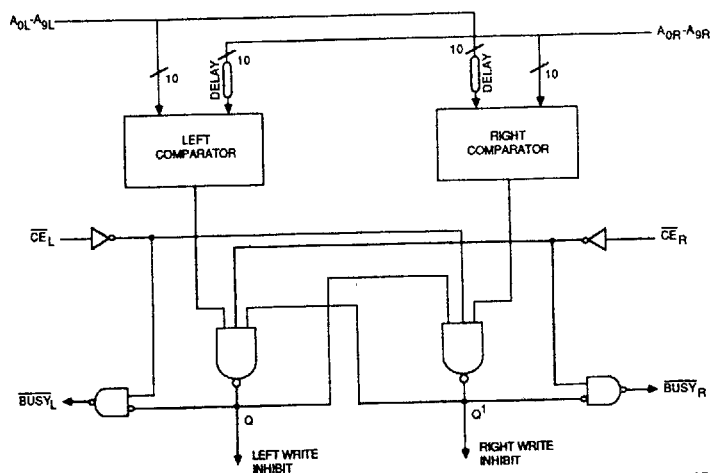 A0L-A9L
A0R-A9R
10
DELAY
10
10
DELAY
10
LEFT
COMPARATOR
RIGHT
COMPARATOR
CEL
CER
BUSYL
BUSYR
Q
Q1
LEFT WRITE
INHIBIT
RIGHT WRITE
INHIBIT